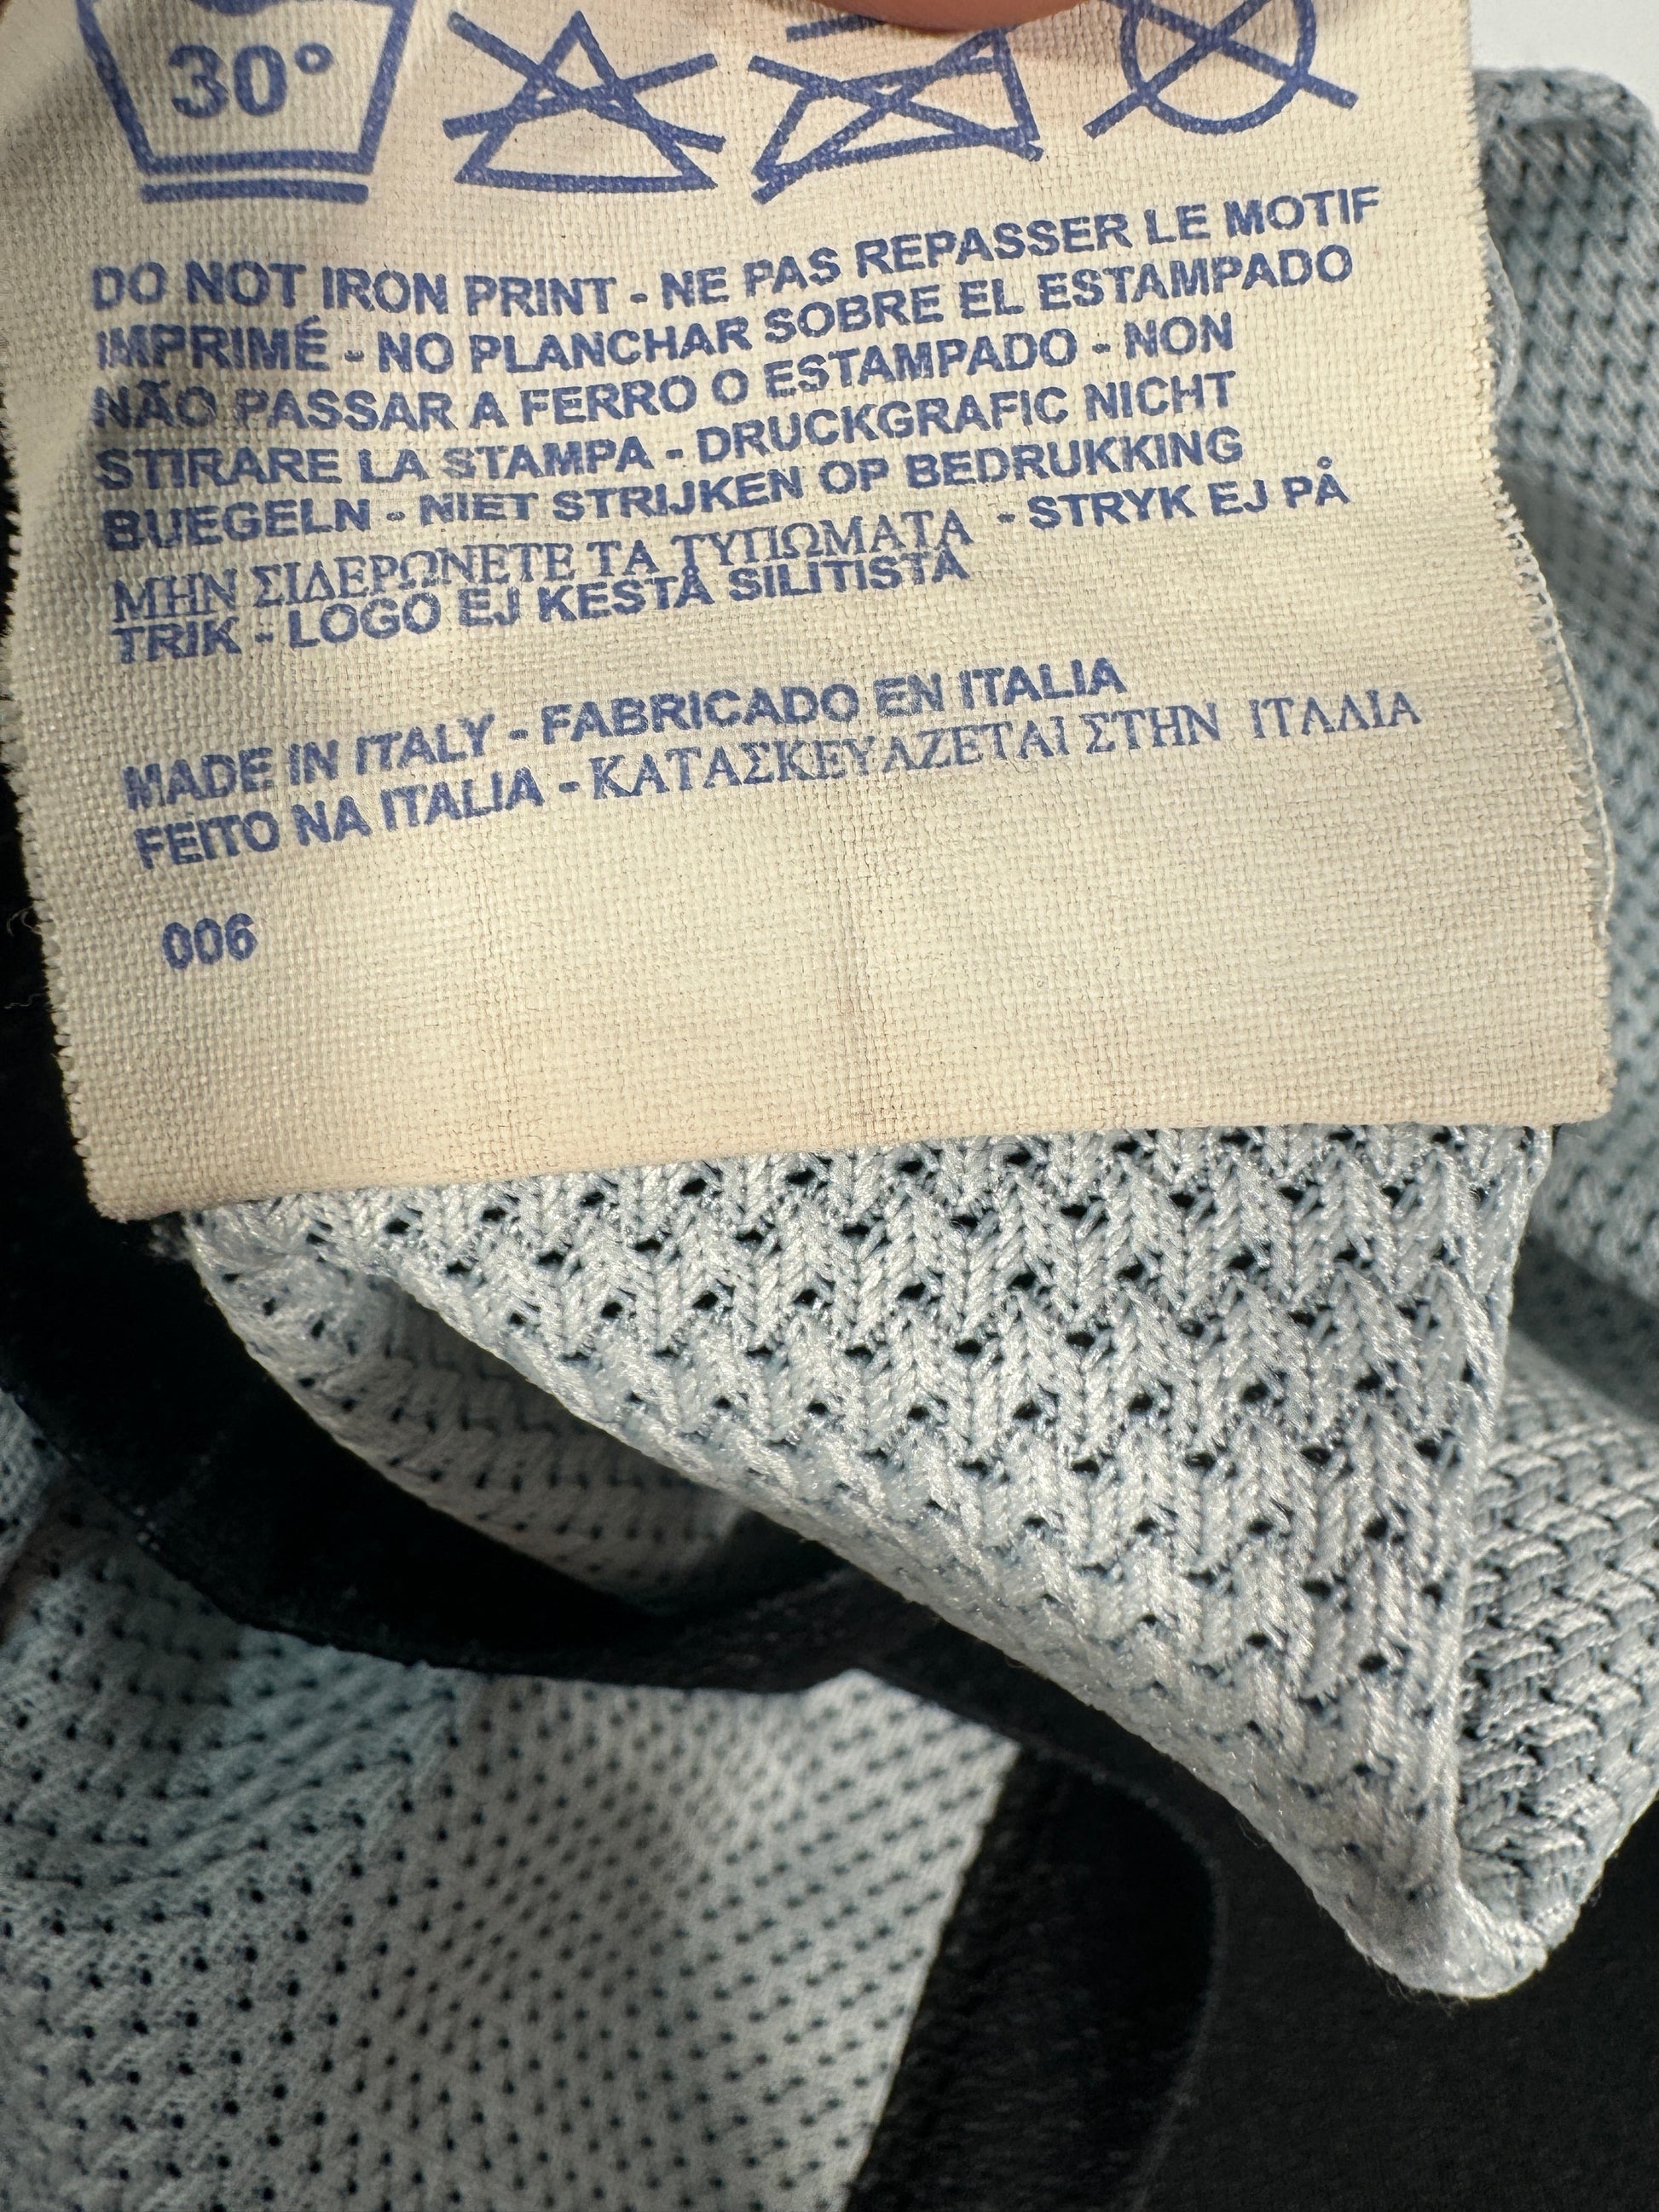 30°
DO NOT IRON PRINT - NE PAS REPASSER LE MOTIF
IMPRIMÉ - NO PLANCHAR SOBRE EL ESTAMPADO
NÃO PASSAR A FERRO O ESTAMPADO - NON
STIRARE LA STAMPA - DRUCKGRAFIC NICHT
BUEGELN - NIET STRIJKEN OP BEDRUKKING
ΜΗΝ ΣΙΔΕΡΩΝΕΤΕ ΤΑ ΤΥΠΩΜΑΤΑ - STRYK EJ PÅ
TRIK - LOGO EJ KESTÅ SILITISTÄ
MADE IN ITALY - FABRICADO EN ITALIA
FEITO NA ITALIA - ΚΑΤΑΣΚΕΥΑΖΕΤΑΙ ΣΤΗΝ ΙΤΑΛΙΑ
006